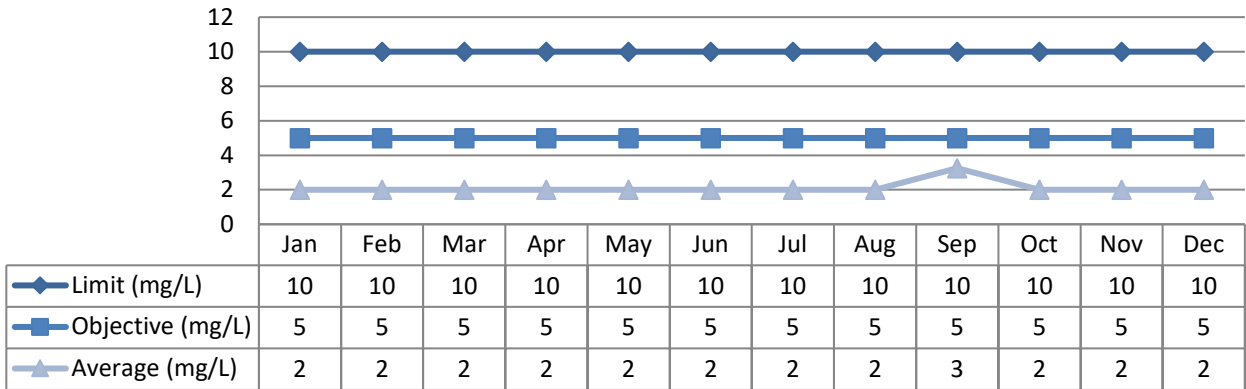 12
10
8
6
4
2
0
Jan Feb Mar Apr May Jun Jul Aug Sep Oct Nov Dec
Limit (mg/L) 10 10 10 10 10 10 10 10 10 10 10 10
Objective (mg/L) 5 5 5 5 5 5 5 5 5 5 5 5
Average (mg/L) 2 2 2 2 2 2 2 2 3 2 2 2